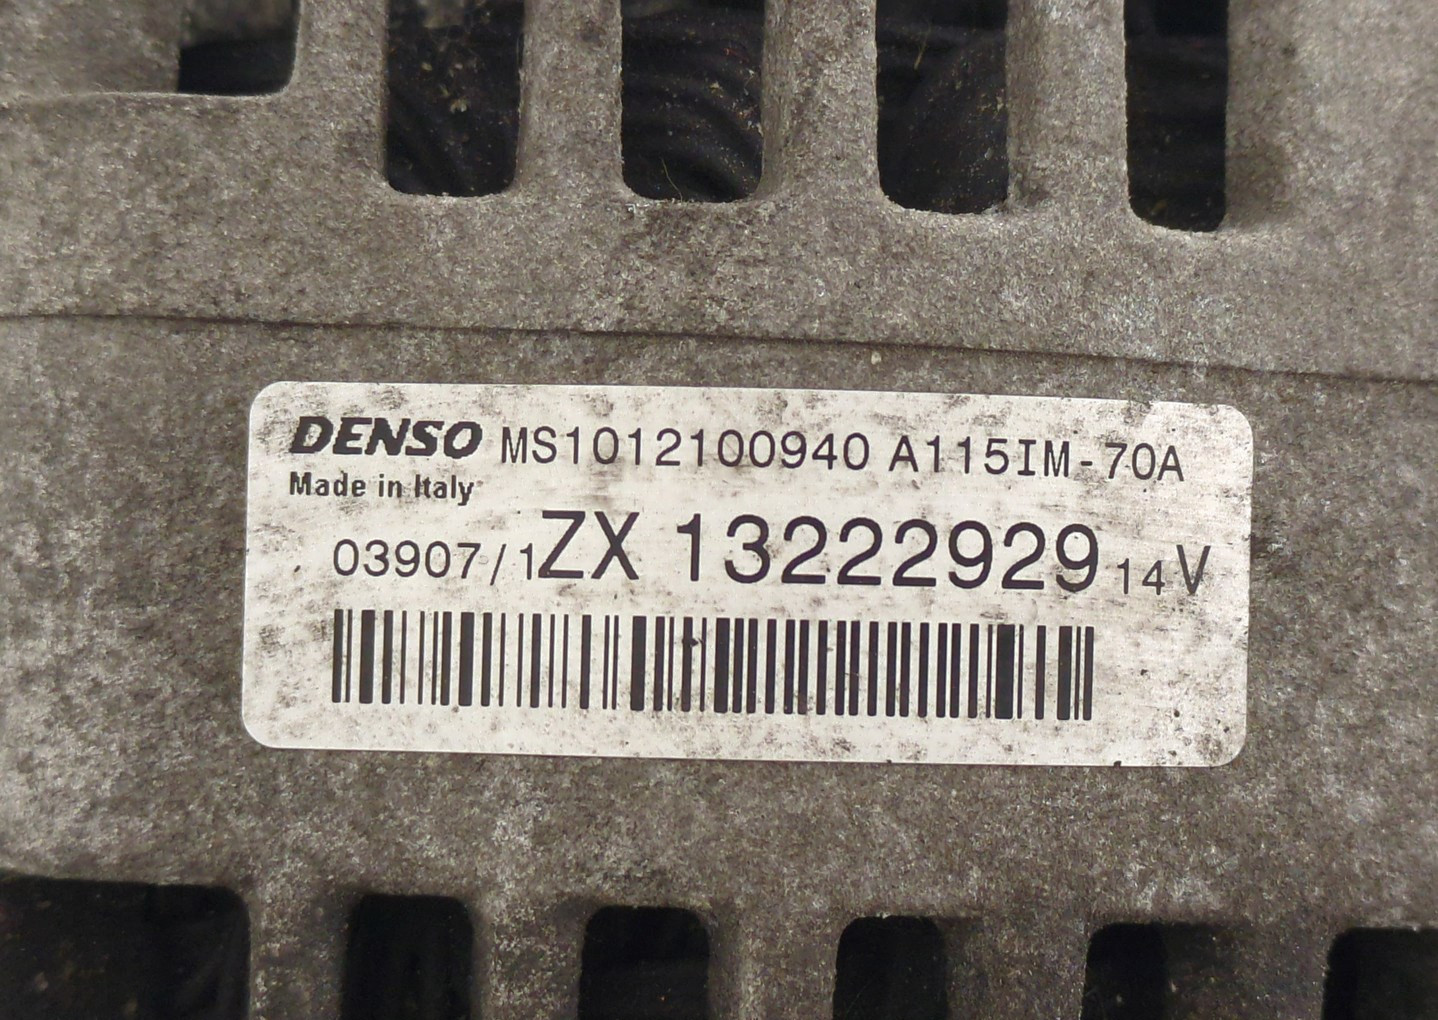 DENSO MS1012100940 A115IM-70A
Made in Italy
03907/1ZX 13222929 14V